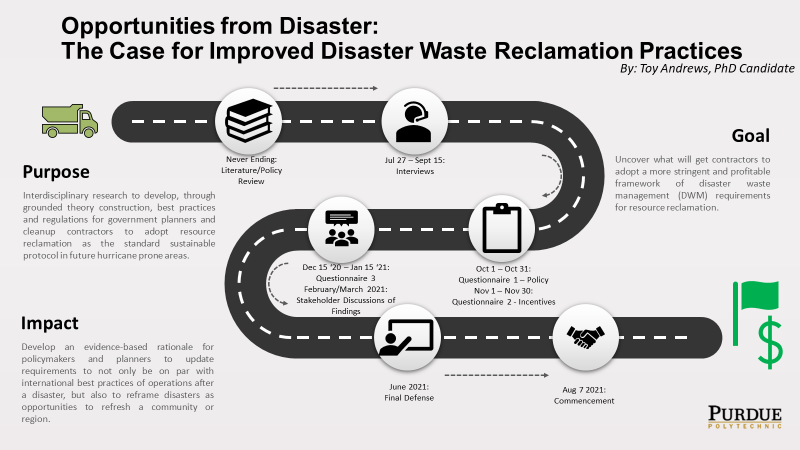 Opportunities from Disaster:
The Case for Improved Disaster Waste Reclamation Practices
By: Toy Andrews, PhD Candidate
Never Ending:
Literature/Policy
Review
Jul 27 – Sept 15:
Interviews
Goal
Uncover what will get contractors to
adopt a more stringent and profitable
framework of disaster waste
management (DWM) requirements
for resource reclamation.
Purpose
Interdisciplinary research to develop, through
grounded theory construction, best practices
and regulations for government planners and
cleanup contractors to adopt resource
reclamation as the standard sustainable
protocol in future hurricane prone areas.
Dec 15 '20 – Jan 15 '21:
Questionnaire 3
February/March 2021:
Stakeholder Discussions of
Findings
Oct 1 – Oct 31:
Questionnaire 1 – Policy
Nov 1 – Nov 30:
Questionnaire 2 - Incentives
Impact
Develop an evidence-based rationale for
policymakers and planners to update
requirements to not only be on par with
international best practices of operations after
a disaster, but also to reframe disasters as
opportunities to refresh a community or
region.
June 2021:
Final Defense
Aug 7 2021:
Commencement
$
PURDUE
POLYTECHNIC